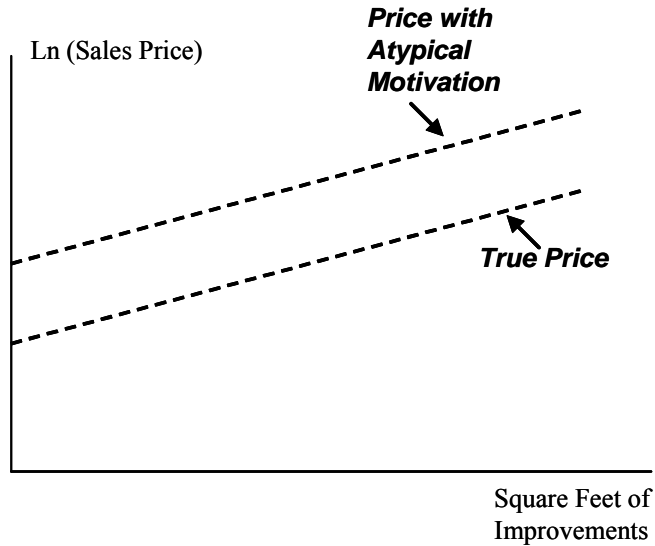 Price with
Atypical
Motivation
Ln (Sales Price)
True Price
Square Feet of
Improvements